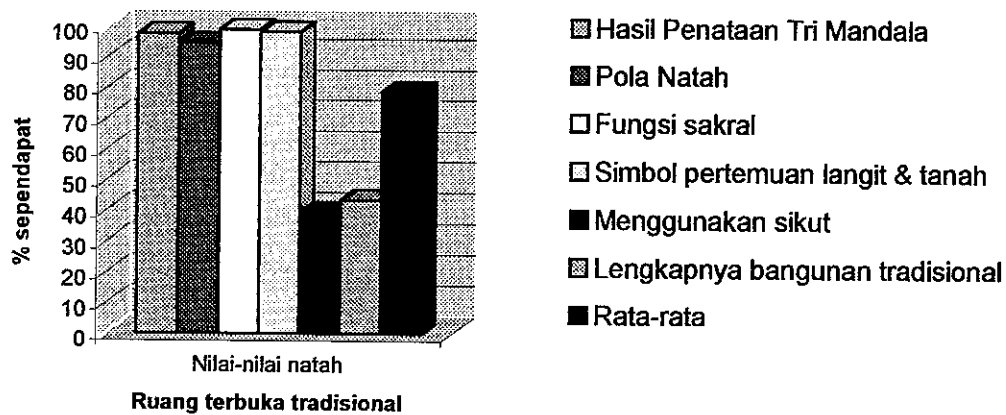 100
90
80
70
60
50
40
30
20
10
0
% sependapat
Nilai-nilai natah
Ruang terbuka tradisional
Hasil Penataan Tri Mandala
Pola Natah
Fungsi sakral
Simbol pertemuan langit & tanah
Menggunakan sikut
Lengkapnya bangunan tradisional
Rata-rata